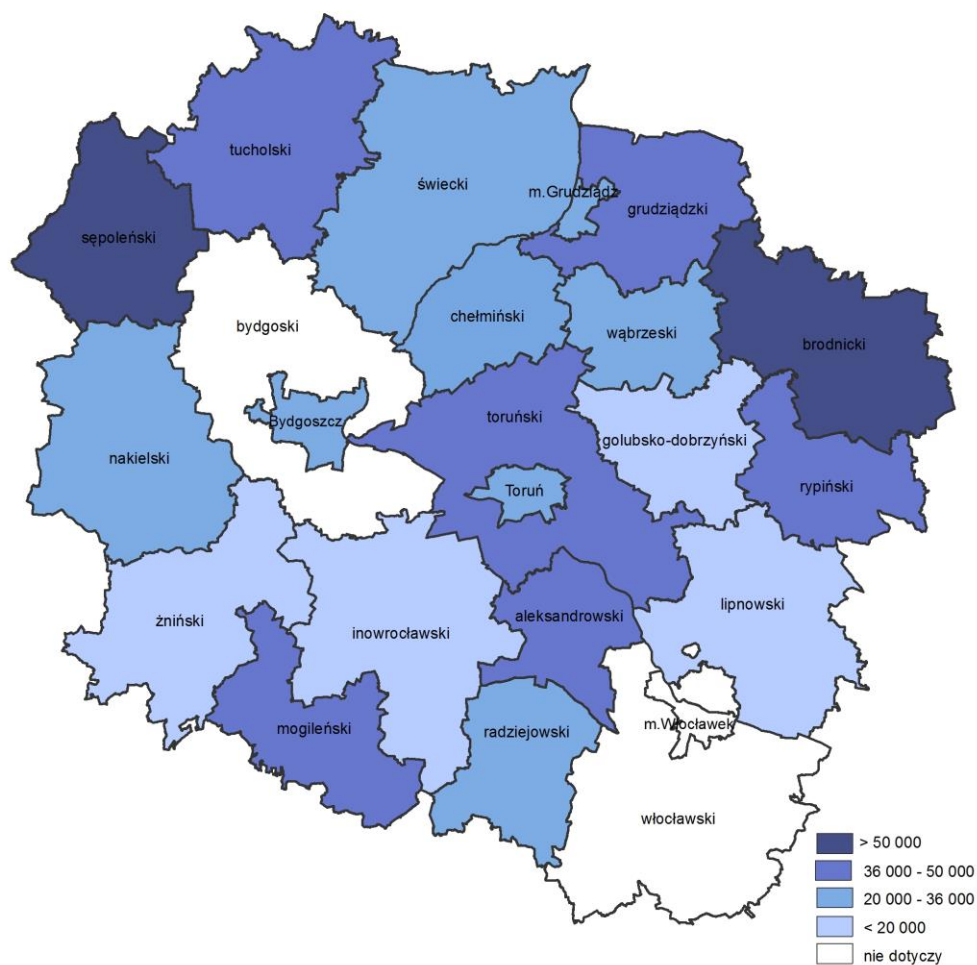 tucholski
świecki
m.Grudziądz
grudziądzki
sępoleński
bydgoski
chełmiński
wąbrzeski
brodnicki
Bydgoszcz
toruński
golubsko-dobrzyński
nakielski
Toruń
rypiński
żniński
inowrocławski
aleksandrowski
lipnowski
mogileński
radziejowski
m.Włocławek
włocławski
> 50 000
36 000 - 50 000
20 000 - 36 000
< 20 000
nie dotyczy